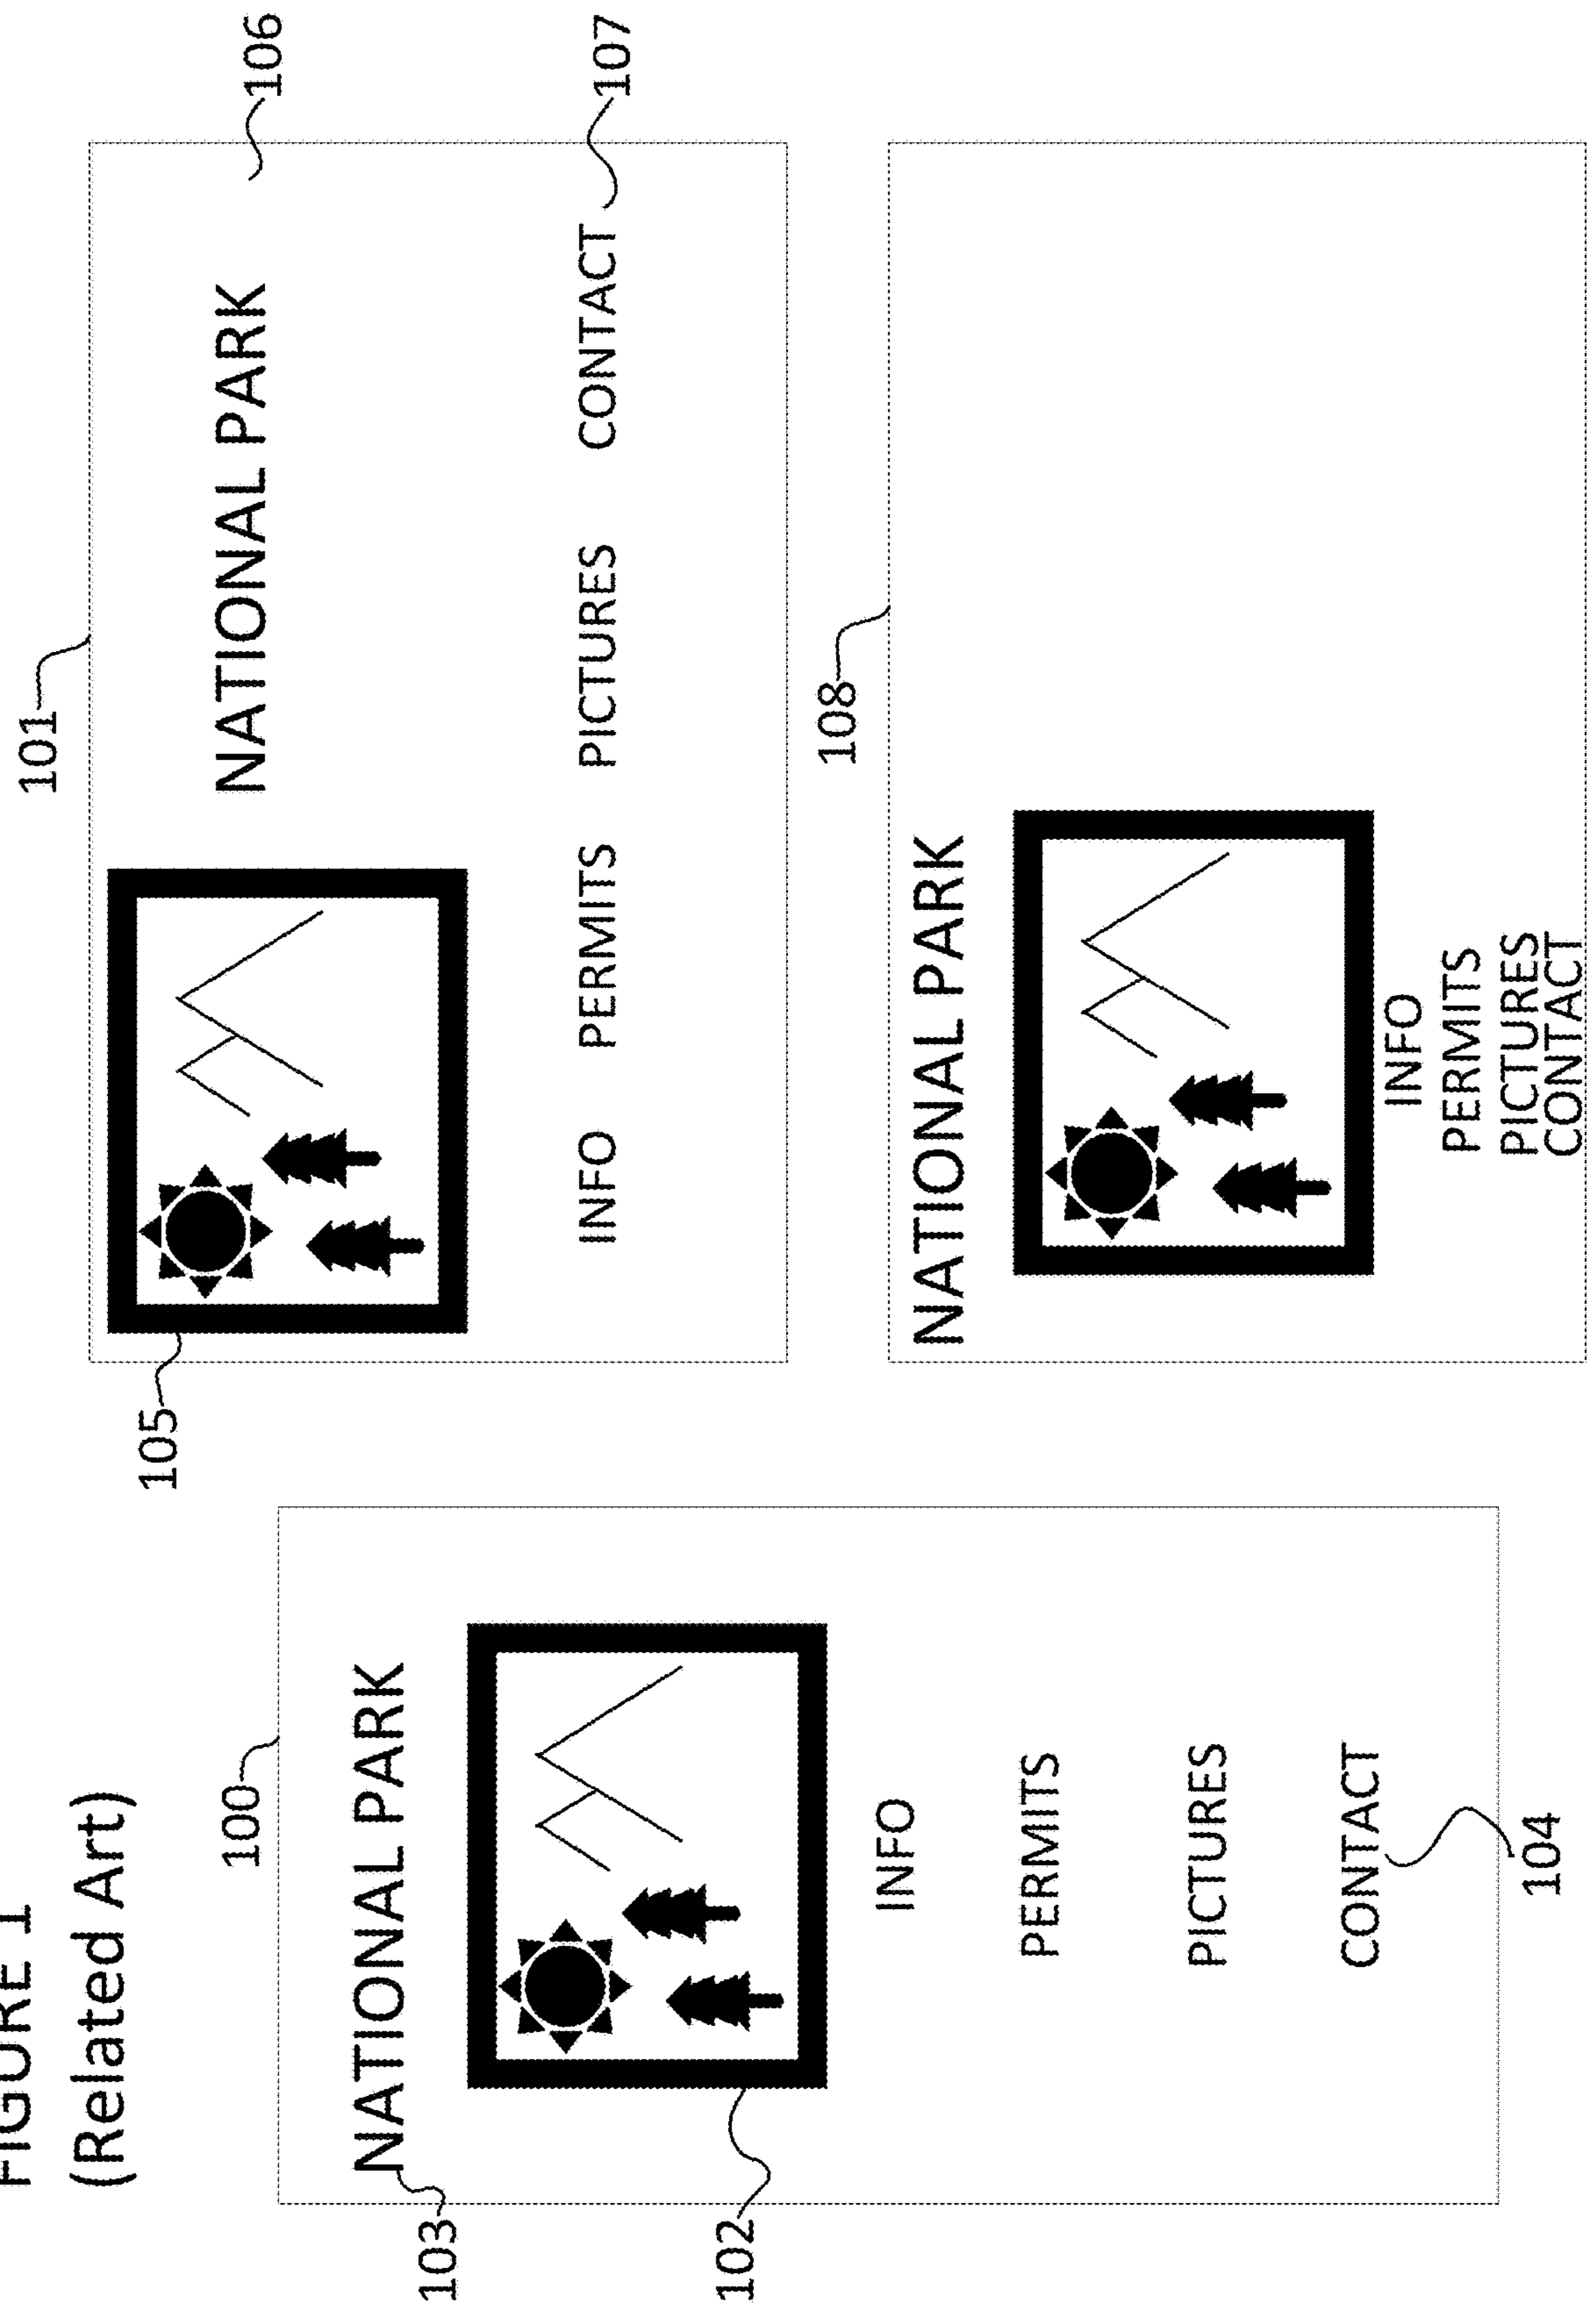 FIGURE 1
(Related Art)
100
103
NATIONAL PARK
102
INFO
PERMITS
PICTURES
CONTACT
104
101
105
NATIONAL PARK
106
INFO PERMITS PICTURES CONTACT
107
108
NATIONAL PARK
INFO
PERMITS
PICTURES
CONTACT